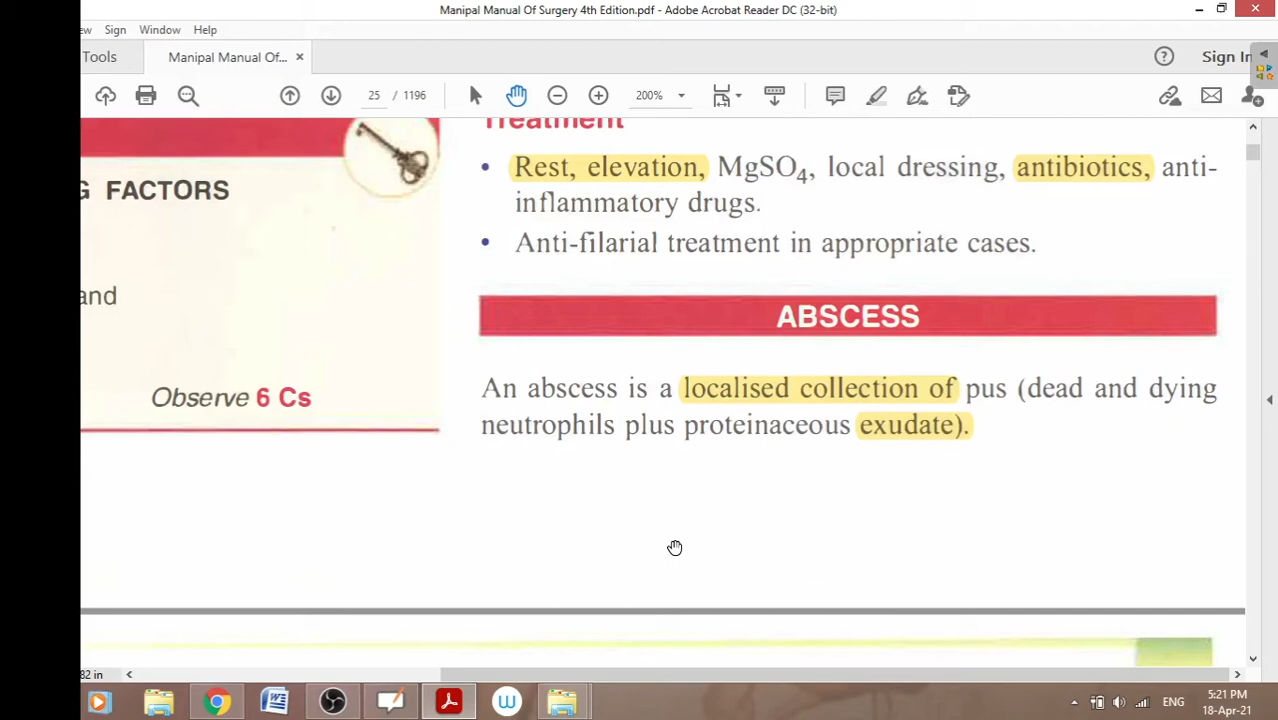 Manipal Manual Of Surgery 4th Edition.pdf - Adobe Acrobat Reader DC (32-bit)
ew Sign Window Help
Tools Manipal Manual Of... ×
Sign In
25 / 1196 200%
Treatment
• Rest, elevation, MgSO₄, local dressing, antibiotics, anti-
inflammatory drugs.
• Anti-filarial treatment in appropriate cases.
G FACTORS
and
Observe 6 Cs
ABSCESS
An abscess is a localised collection of pus (dead and dying
neutrophils plus proteinaceous exudate).
82 in
ENG
5:21 PM
18-Apr-21